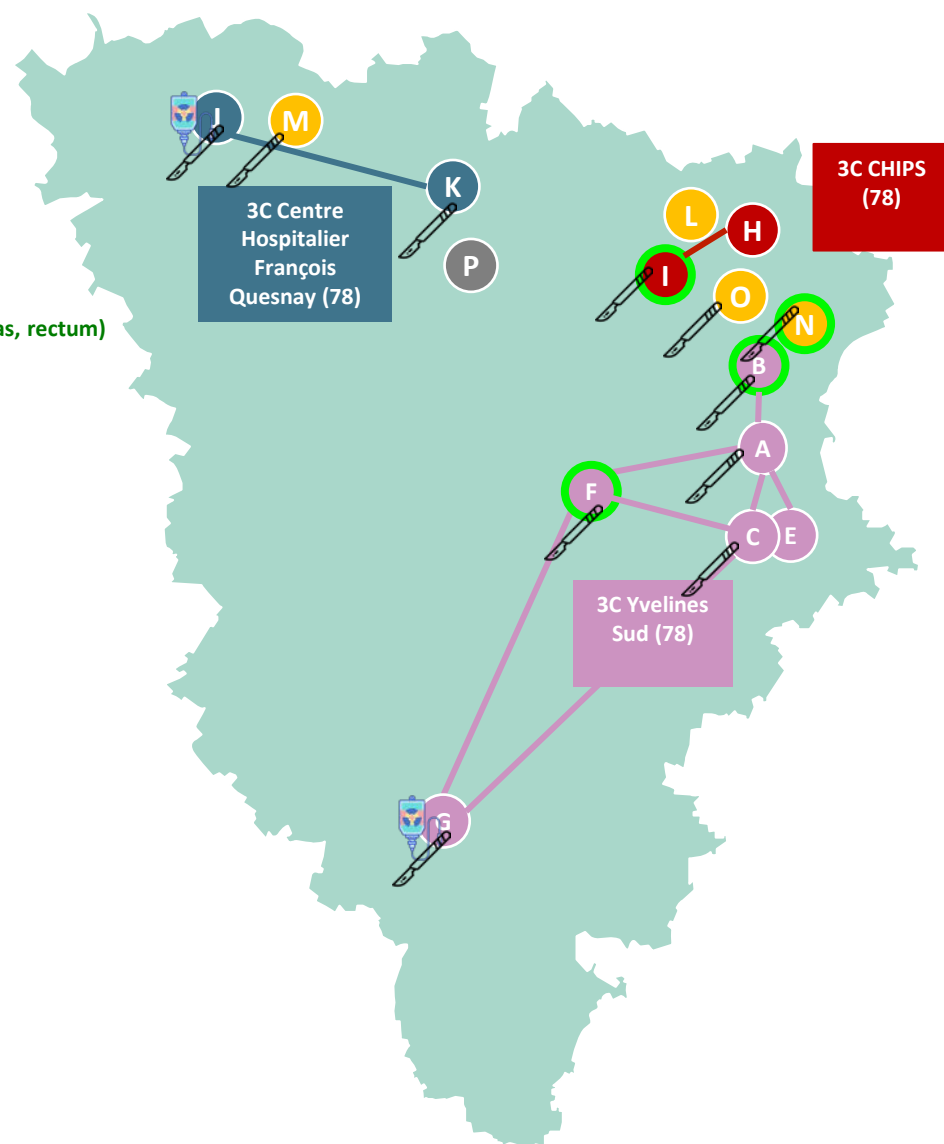 J
M
K
3C Centre
Hospitalier
François
Quesnay (78)
P
3C CHIPS
(78)
L
H
I
O
N
as, rectum)
B
A
F
C
E
3C Yvelines
Sud (78)
G